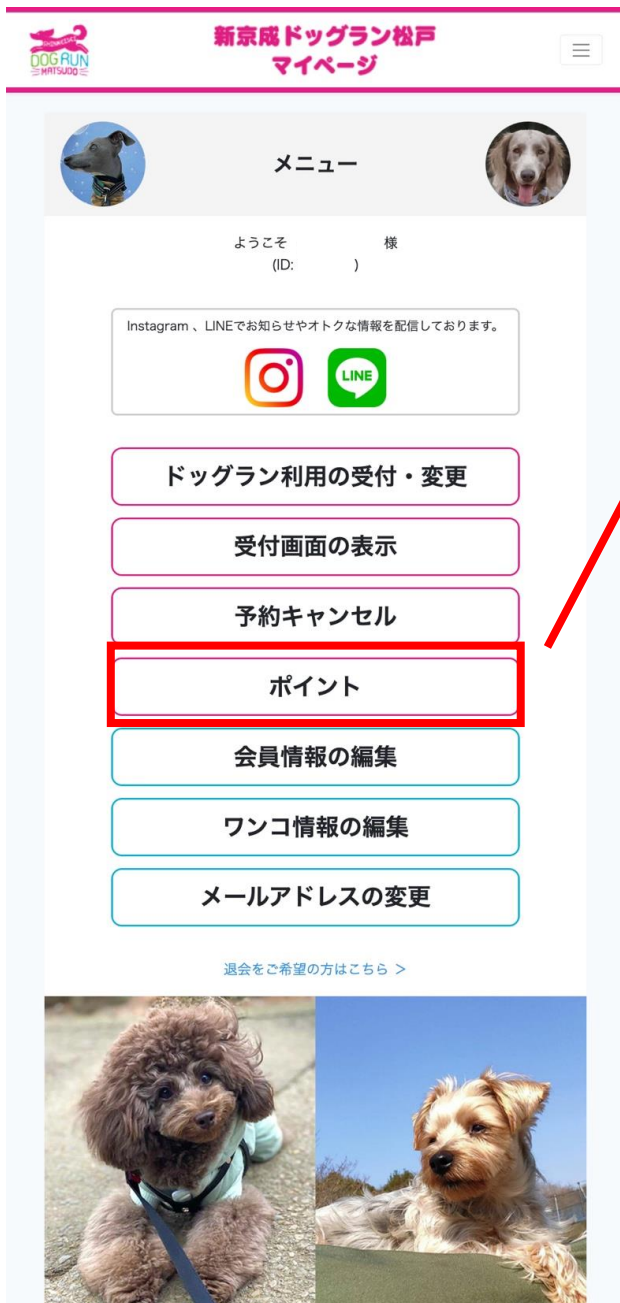 DOG RUN
MATSUDO
新京成ドッグラン松戸
マイページ
メニュー
ようこそ 様
(ID: )
Instagram 、LINEでお知らせやオトクな情報を配信しております。
LINE
ドッグラン利用の受付・変更
受付画面の表示
予約キャンセル
ポイント
会員情報の編集
ワンコ情報の編集
メールアドレスの変更
退会をご希望の方はこちら ＞